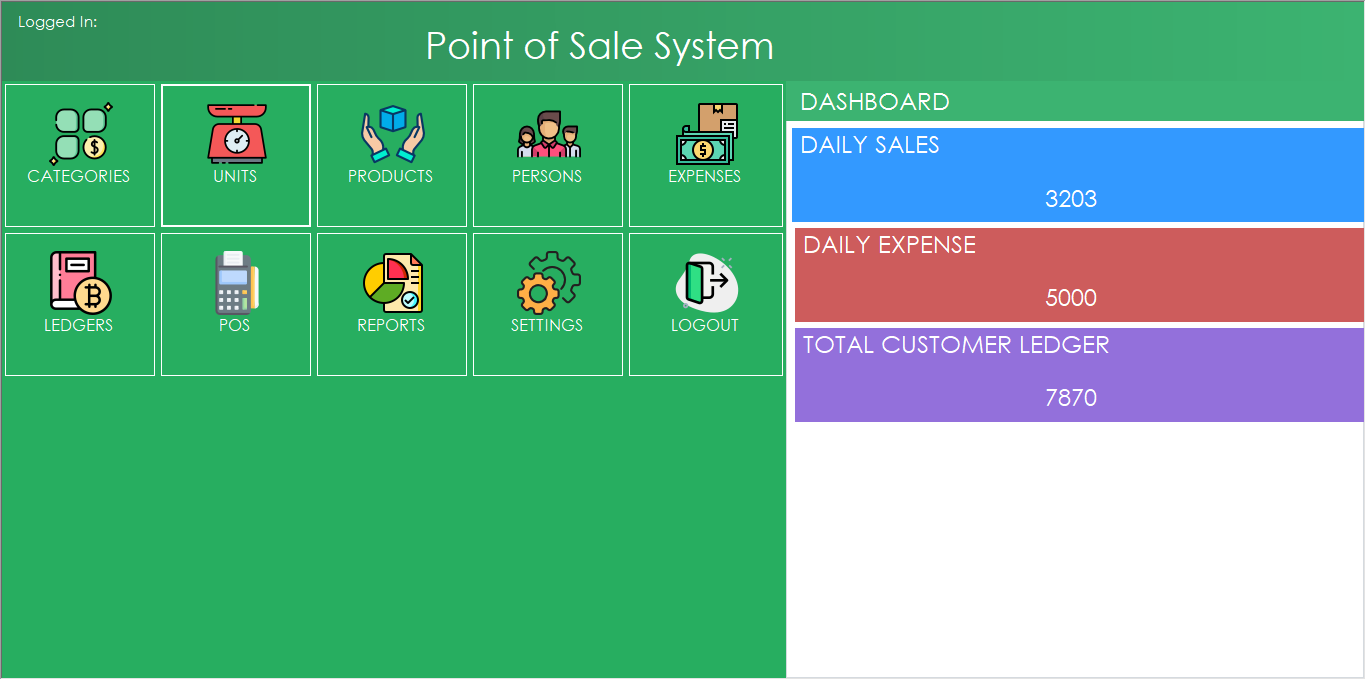 Logged In:
Point of Sale System
CATEGORIES
UNITS
PRODUCTS
PERSONS
EXPENSES
LEDGERS
POS
REPORTS
SETTINGS
LOGOUT
DASHBOARD
DAILY SALES
3203
DAILY EXPENSE
5000
TOTAL CUSTOMER LEDGER
7870